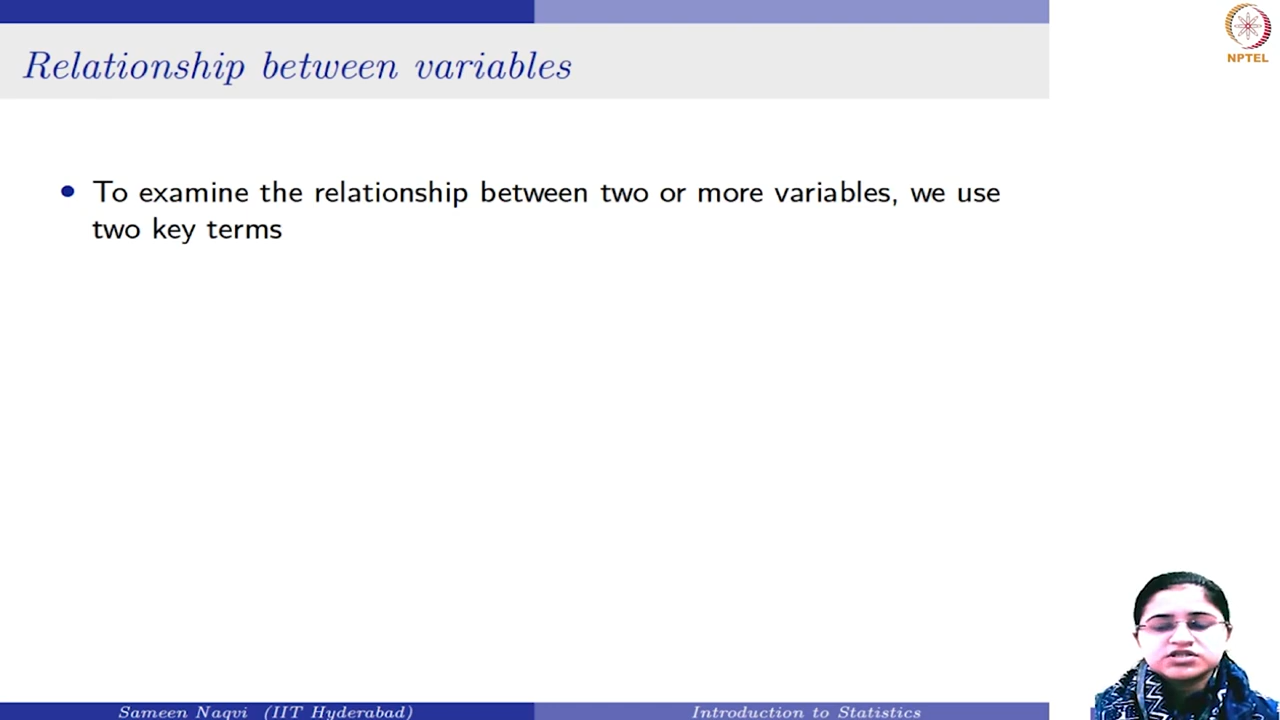 Relationship between variables
NPTEL
To examine the relationship between two or more variables, we use
two key terms
Sameen Naqvi (IIT Hyderabad)
Introduction to Statistics